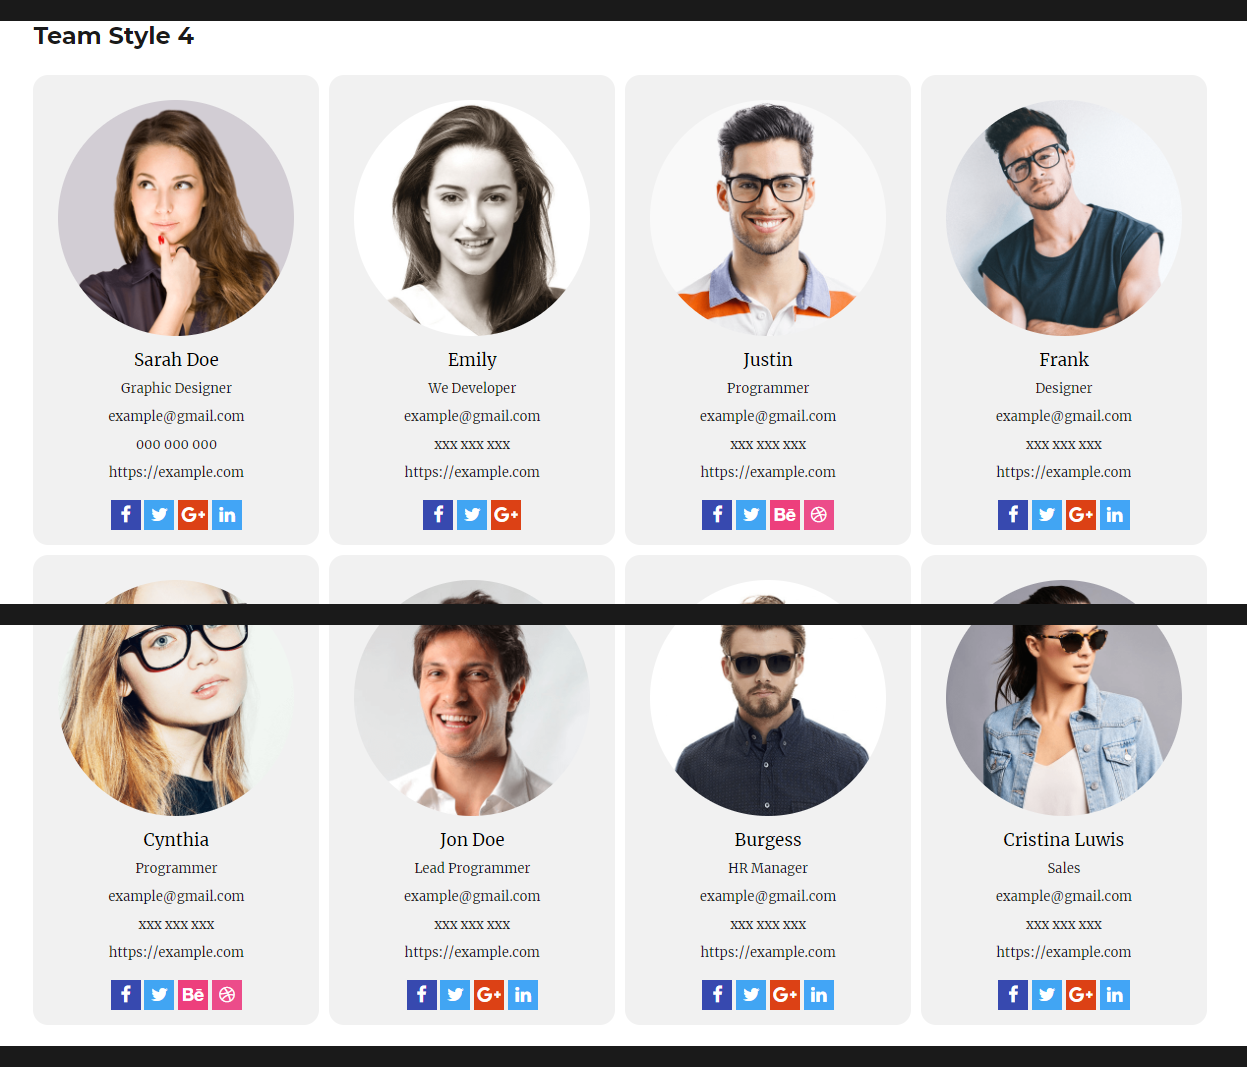 Team Style 4
Sarah Doe
Graphic Designer
example@gmail.com
000 000 000
https://example.com
f G+ in
Emily
We Developer
example@gmail.com
xxx xxx xxx
https://example.com
f G+
Justin
Programmer
example@gmail.com
xxx xxx xxx
https://example.com
f Bē
Frank
Designer
example@gmail.com
xxx xxx xxx
https://example.com
f G+ in
Cynthia
Programmer
example@gmail.com
xxx xxx xxx
https://example.com
f Bē
Jon Doe
Lead Programmer
example@gmail.com
xxx xxx xxx
https://example.com
f G+ in
Burgess
HR Manager
example@gmail.com
xxx xxx xxx
https://example.com
f G+ in
Cristina Luwis
Sales
example@gmail.com
xxx xxx xxx
https://example.com
f G+ in